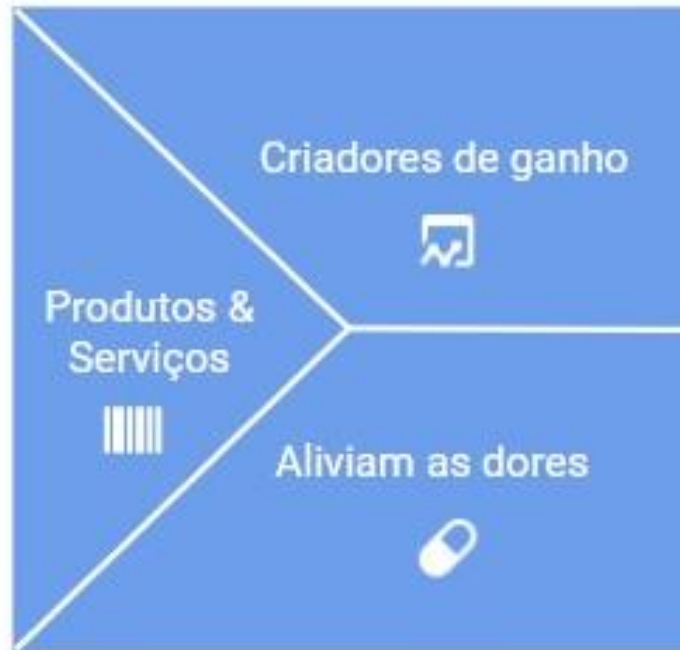 Criadores de ganho
Produtos &
Serviços
Aliviam as dores